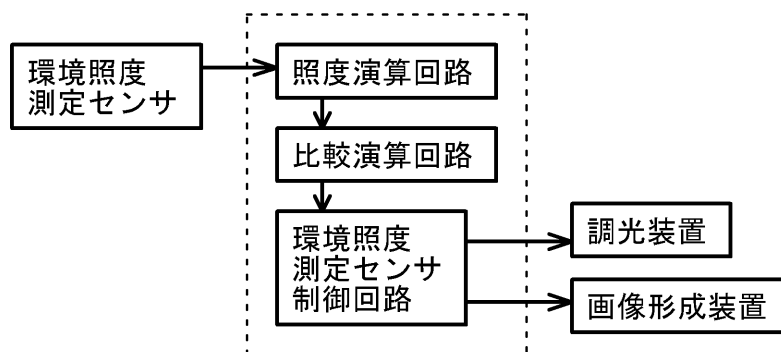 環境照度
測定センサ
照度演算回路
比較演算回路
環境照度
測定センサ
制御回路
調光装置
画像形成装置